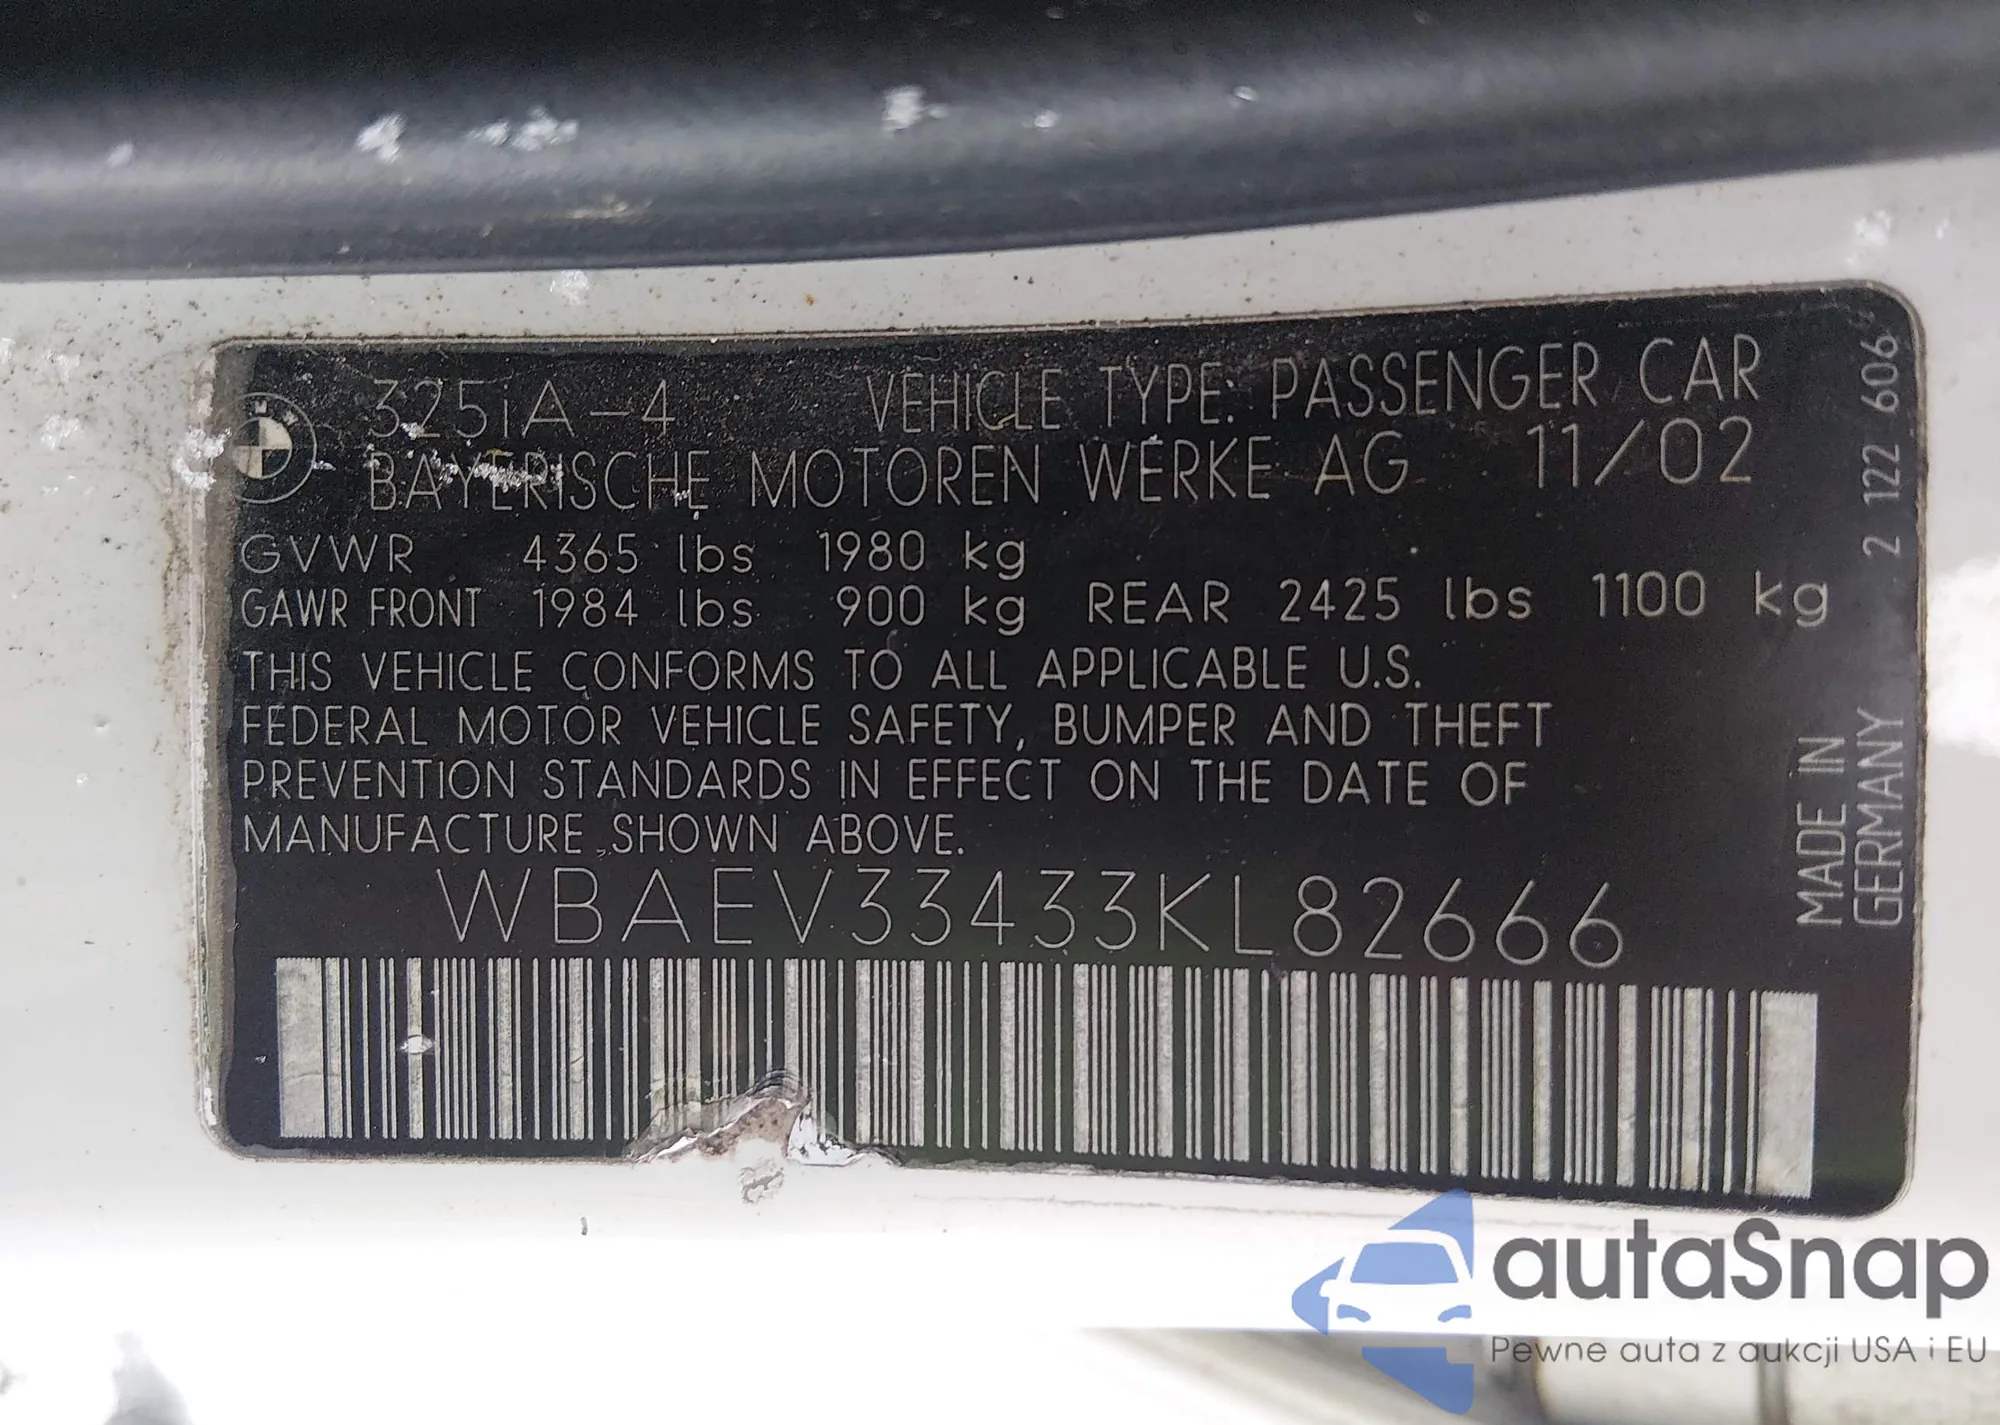 325iA-4 VEHICLE TYPE: PASSENGER CAR
BAYERISCHE MOTOREN WERKE AG 11/02
GVWR 4365 lbs 1980 kg
GAWR FRONT 1984 lbs 900 kg REAR 2425 lbs 1100 kg
THIS VEHICLE CONFORMS TO ALL APPLICABLE U.S.
FEDERAL MOTOR VEHICLE SAFETY, BUMPER AND THEFT
PREVENTION STANDARDS IN EFFECT ON THE DATE OF
MANUFACTURE SHOWN ABOVE.
WBAEV33433KL82666
MADE IN
GERMANY
2 122 606
autaSnap
Pewne auta z aukcji USA i EU